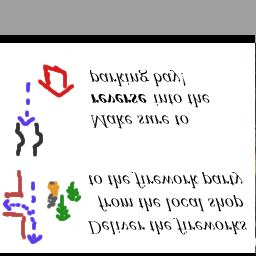 Deliver the fireworks
from the local shop
to the firework party
Make sure to
reverse into the
parking bay!